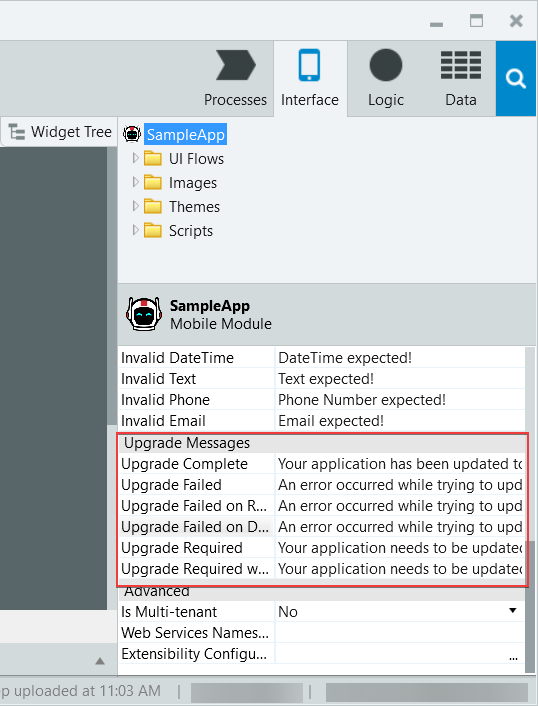 Processes Interface Logic Data
Widget Tree
SampleApp
UI Flows
Images
Themes
Scripts
SampleApp
Mobile Module
Invalid DateTime DateTime expected!
Invalid Text Text expected!
Invalid Phone Phone Number expected!
Invalid Email Email expected!
Upgrade Messages
Upgrade Complete Your application has been updated to
Upgrade Failed An error occurred while trying to upd
Upgrade Failed on R... An error occurred while trying to upd
Upgrade Failed on D... An error occurred while trying to upd
Upgrade Required Your application needs to be updated
Upgrade Required w... Your application needs to be updated
Advanced
Is Multi-tenant No
Web Services Names...
Extensibility Configu... ...
p uploaded at 11:03 AM | |